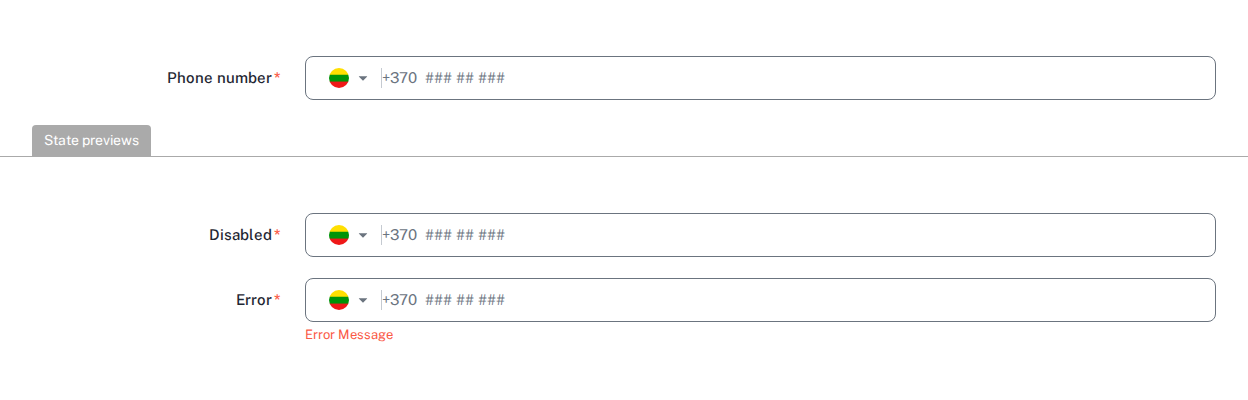 Phone number* +370 ### ## ###
State previews
Disabled* +370 ### ## ###
Error* +370 ### ## ###
Error Message